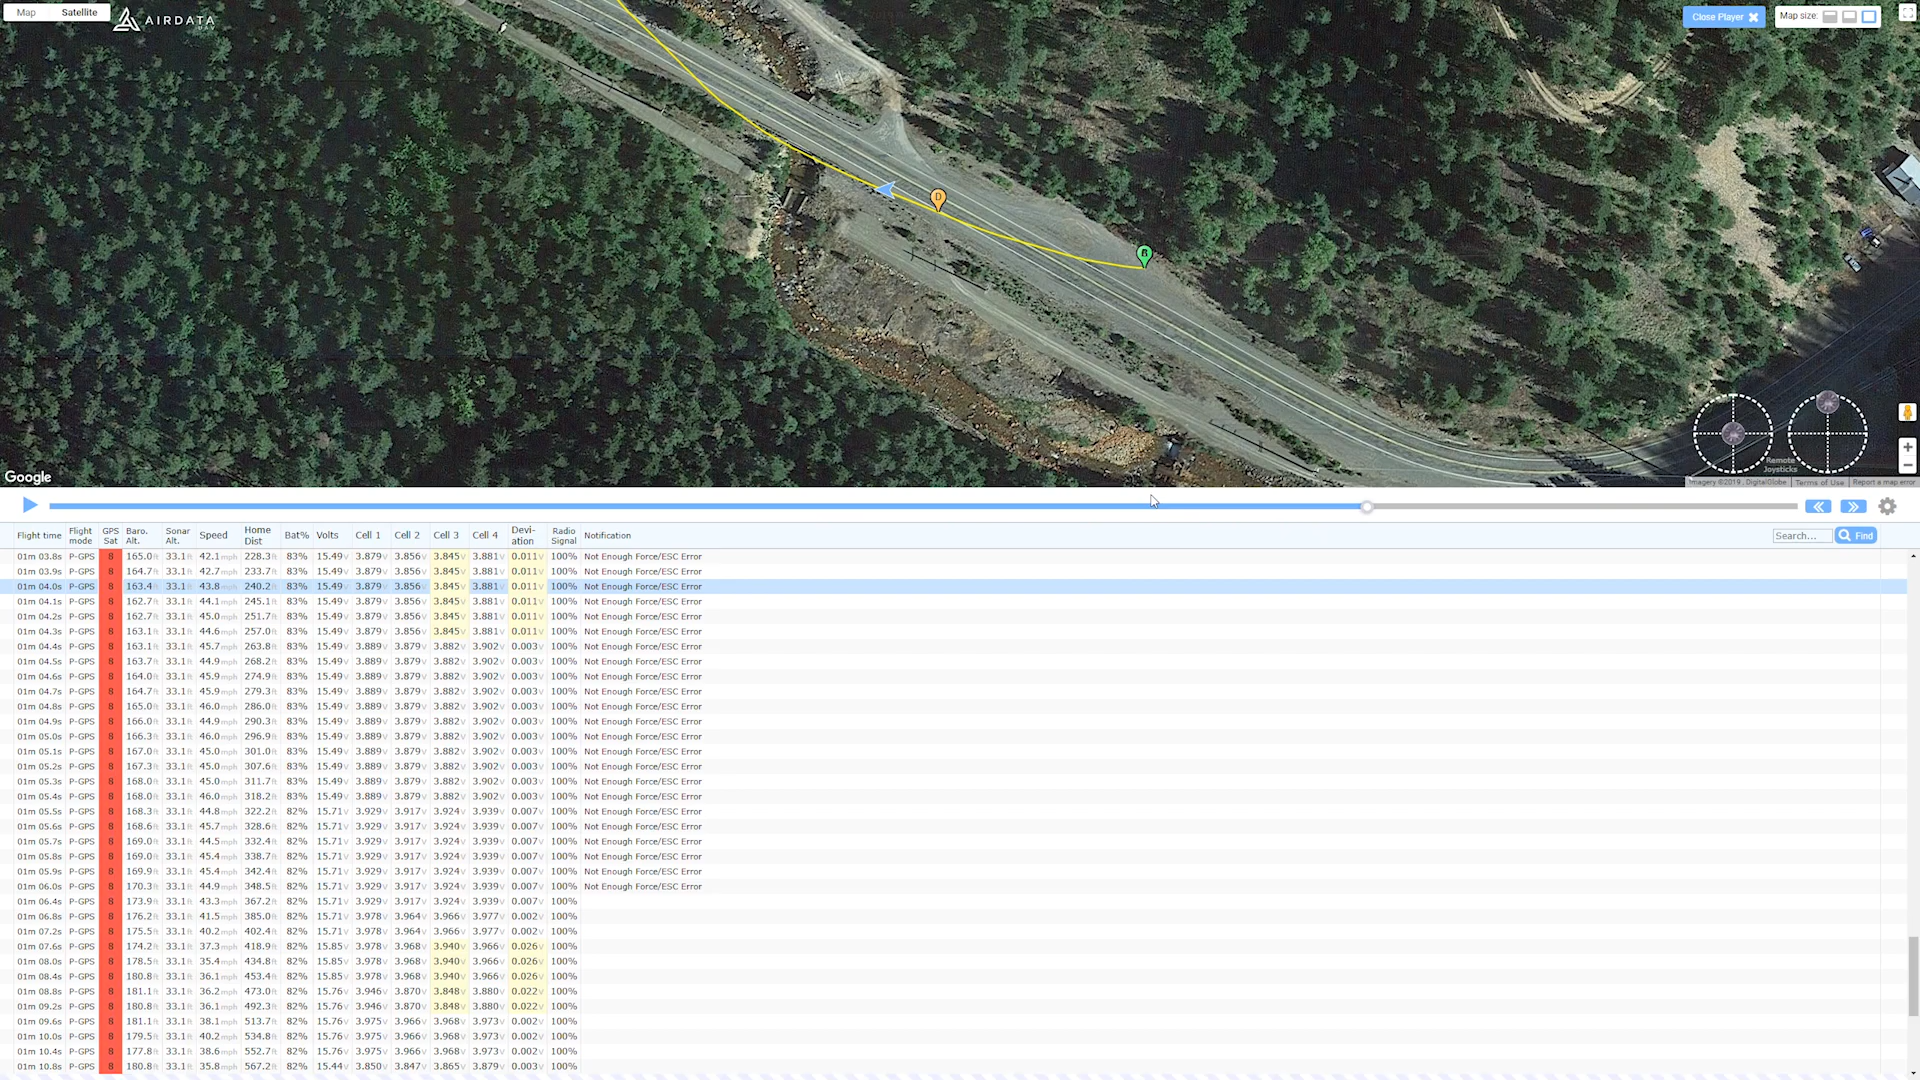 Map Satellite AIRDATA UAV Close Player Map size:
D
B
Remote Joysticks
Google
Imagery ©2019 , DigitalGlobe Terms of Use Report a map error
Flight time Flight mode GPS Sat Baro. Alt. Sonar Alt. Speed Home Dist Bat% Volts Cell 1 Cell 2 Cell 3 Cell 4 Devi-ation Radio Signal Notification Search... Find
01m 03.8s P-GPS 8 165.0ft 33.1ft 42.1mph 228.3ft 83% 15.49v 3.879v 3.856v 3.845v 3.881v 0.011v 100% Not Enough Force/ESC Error
01m 03.9s P-GPS 8 164.7ft 33.1ft 42.7mph 233.7ft 83% 15.49v 3.879v 3.856v 3.845v 3.881v 0.011v 100% Not Enough Force/ESC Error
01m 04.0s P-GPS 8 163.4ft 33.1ft 43.8mph 240.2ft 83% 15.49v 3.879v 3.856v 3.845v 3.881v 0.011v 100% Not Enough Force/ESC Error
01m 04.1s P-GPS 8 162.7ft 33.1ft 44.1mph 245.1ft 83% 15.49v 3.879v 3.856v 3.845v 3.881v 0.011v 100% Not Enough Force/ESC Error
01m 04.2s P-GPS 8 162.7ft 33.1ft 45.0mph 251.7ft 83% 15.49v 3.879v 3.856v 3.845v 3.881v 0.011v 100% Not Enough Force/ESC Error
01m 04.3s P-GPS 8 163.1ft 33.1ft 44.6mph 257.0ft 83% 15.49v 3.879v 3.856v 3.845v 3.881v 0.011v 100% Not Enough Force/ESC Error
01m 04.4s P-GPS 8 163.1ft 33.1ft 45.7mph 263.8ft 83% 15.49v 3.889v 3.879v 3.882v 3.902v 0.003v 100% Not Enough Force/ESC Error
01m 04.5s P-GPS 8 163.7ft 33.1ft 44.9mph 268.2ft 83% 15.49v 3.889v 3.879v 3.882v 3.902v 0.003v 100% Not Enough Force/ESC Error
01m 04.6s P-GPS 8 164.0ft 33.1ft 45.9mph 274.9ft 83% 15.49v 3.889v 3.879v 3.882v 3.902v 0.003v 100% Not Enough Force/ESC Error
01m 04.7s P-GPS 8 164.7ft 33.1ft 45.9mph 279.3ft 83% 15.49v 3.889v 3.879v 3.882v 3.902v 0.003v 100% Not Enough Force/ESC Error
01m 04.8s P-GPS 8 165.0ft 33.1ft 46.0mph 286.0ft 83% 15.49v 3.889v 3.879v 3.882v 3.902v 0.003v 100% Not Enough Force/ESC Error
01m 04.9s P-GPS 8 166.0ft 33.1ft 44.9mph 290.3ft 83% 15.49v 3.889v 3.879v 3.882v 3.902v 0.003v 100% Not Enough Force/ESC Error
01m 05.0s P-GPS 8 166.3ft 33.1ft 46.0mph 296.9ft 83% 15.49v 3.889v 3.879v 3.882v 3.902v 0.003v 100% Not Enough Force/ESC Error
01m 05.1s P-GPS 8 167.0ft 33.1ft 45.0mph 301.0ft 83% 15.49v 3.889v 3.879v 3.882v 3.902v 0.003v 100% Not Enough Force/ESC Error
01m 05.2s P-GPS 8 167.3ft 33.1ft 45.0mph 307.6ft 83% 15.49v 3.889v 3.879v 3.882v 3.902v 0.003v 100% Not Enough Force/ESC Error
01m 05.3s P-GPS 8 168.0ft 33.1ft 45.0mph 311.7ft 83% 15.49v 3.889v 3.879v 3.882v 3.902v 0.003v 100% Not Enough Force/ESC Error
01m 05.4s P-GPS 8 168.0ft 33.1ft 46.0mph 318.2ft 83% 15.49v 3.889v 3.879v 3.882v 3.902v 0.003v 100% Not Enough Force/ESC Error
01m 05.5s P-GPS 8 168.3ft 33.1ft 44.8mph 322.2ft 82% 15.71v 3.929v 3.917v 3.924v 3.939v 0.007v 100% Not Enough Force/ESC Error
01m 05.6s P-GPS 8 168.6ft 33.1ft 45.7mph 328.6ft 82% 15.71v 3.929v 3.917v 3.924v 3.939v 0.007v 100% Not Enough Force/ESC Error
01m 05.7s P-GPS 8 169.0ft 33.1ft 44.5mph 332.4ft 82% 15.71v 3.929v 3.917v 3.924v 3.939v 0.007v 100% Not Enough Force/ESC Error
01m 05.8s P-GPS 8 169.0ft 33.1ft 45.4mph 338.7ft 82% 15.71v 3.929v 3.917v 3.924v 3.939v 0.007v 100% Not Enough Force/ESC Error
01m 05.9s P-GPS 8 169.9ft 33.1ft 45.4mph 342.4ft 82% 15.71v 3.929v 3.917v 3.924v 3.939v 0.007v 100% Not Enough Force/ESC Error
01m 06.0s P-GPS 8 170.3ft 33.1ft 44.9mph 348.5ft 82% 15.71v 3.929v 3.917v 3.924v 3.939v 0.007v 100% Not Enough Force/ESC Error
01m 06.4s P-GPS 8 173.9ft 33.1ft 43.3mph 367.2ft 82% 15.71v 3.929v 3.917v 3.924v 3.939v 0.007v 100%
01m 06.8s P-GPS 8 176.2ft 33.1ft 41.5mph 385.0ft 82% 15.71v 3.978v 3.964v 3.966v 3.977v 0.002v 100%
01m 07.2s P-GPS 8 175.5ft 33.1ft 40.2mph 402.4ft 82% 15.71v 3.978v 3.964v 3.966v 3.977v 0.002v 100%
01m 07.6s P-GPS 8 174.2ft 33.1ft 37.3mph 418.9ft 82% 15.85v 3.978v 3.968v 3.940v 3.966v 0.026v 100%
01m 08.0s P-GPS 8 178.5ft 33.1ft 35.4mph 434.8ft 82% 15.85v 3.978v 3.968v 3.940v 3.966v 0.026v 100%
01m 08.4s P-GPS 8 180.8ft 33.1ft 36.1mph 453.4ft 82% 15.85v 3.978v 3.968v 3.940v 3.966v 0.026v 100%
01m 08.8s P-GPS 8 181.1ft 33.1ft 36.2mph 473.0ft 82% 15.76v 3.946v 3.870v 3.848v 3.880v 0.022v 100%
01m 09.2s P-GPS 8 180.8ft 33.1ft 36.1mph 492.3ft 82% 15.76v 3.946v 3.870v 3.848v 3.880v 0.022v 100%
01m 09.6s P-GPS 8 181.1ft 33.1ft 38.1mph 513.7ft 82% 15.76v 3.975v 3.966v 3.968v 3.973v 0.002v 100%
01m 10.0s P-GPS 8 179.5ft 33.1ft 40.2mph 534.8ft 82% 15.76v 3.975v 3.966v 3.968v 3.973v 0.002v 100%
01m 10.4s P-GPS 8 177.8ft 33.1ft 38.6mph 552.7ft 82% 15.76v 3.975v 3.966v 3.968v 3.973v 0.002v 100%
01m 10.8s P-GPS 8 180.8ft 33.1ft 35.8mph 567.2ft 82% 15.44v 3.850v 3.847v 3.865v 3.879v 0.003v 100%